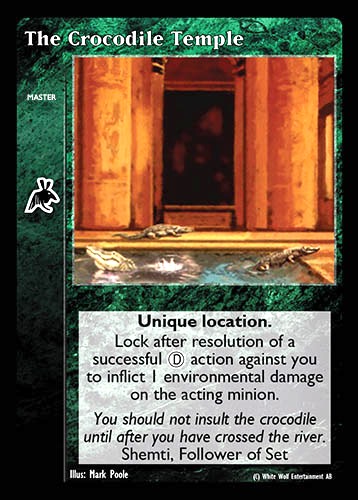 The Crocodile Temple
MASTER
Unique location.
Lock after resolution of a
successful Ⓓ action against you
to inflict 1 environmental damage
on the acting minion.
You should not insult the crocodile
until after you have crossed the river.
Shemti, Follower of Set
Illus: Mark Poole
(C) White Wolf Entertainment AB